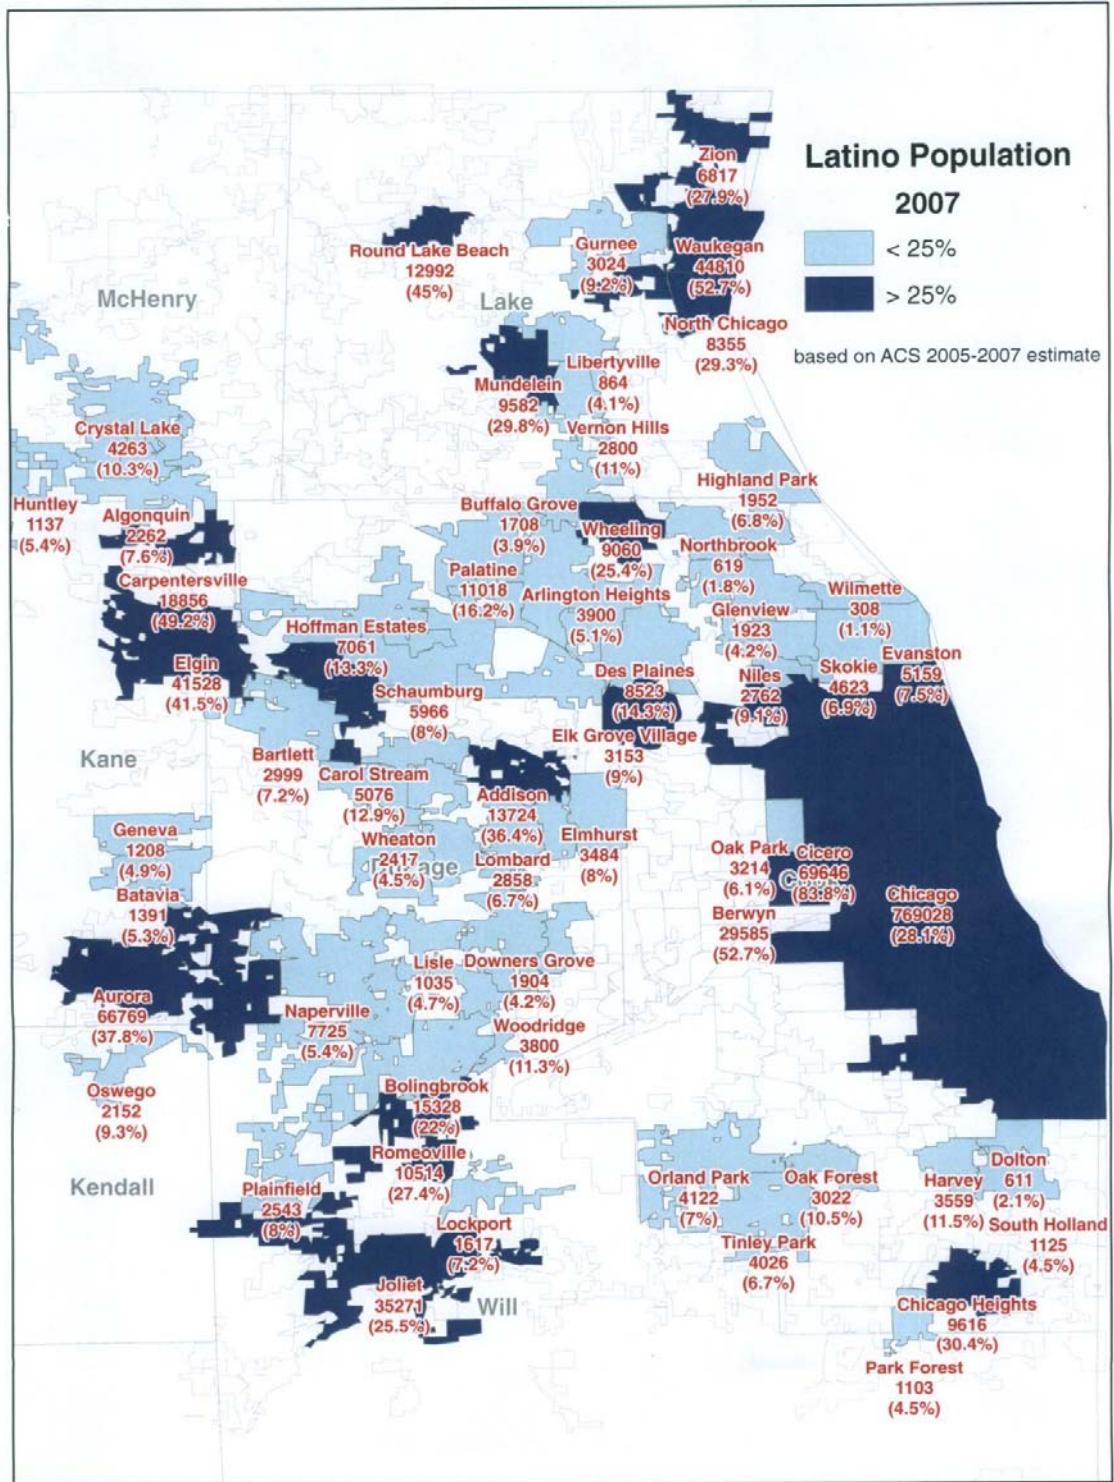 Latino Population
2007
< 25%
> 25%
based on ACS 2005-2007 estimate
Zion
6817
(27.9%)
Round Lake Beach
12992
(45%)
Gurnee
3024
(9.2%)
Waukegan
44810
(52.7%)
McHenry
Lake
North Chicago
8355
(29.3%)
Libertyville
864
(4.1%)
Mundelein
9582
(29.8%)
Vernon Hills
2800
(11%)
Crystal Lake
4263
(10.3%)
Highland Park
1952
(6.8%)
Huntley
1137
(5.4%)
Algonquin
2262
(7.6%)
Buffalo Grove
1708
(3.9%)
Wheeling
9060
(25.4%)
Northbrook
619
(1.8%)
Carpentersville
18856
(49.2%)
Palatine
11018
(16.2%)
Arlington Heights
3900
(5.1%)
Wilmette
308
(1.1%)
Glenview
1923
(4.2%)
Hoffman Estates
7061
(13.3%)
Evanston
5159
(7.5%)
Elgin
41528
(41.5%)
Des Plaines
8523
(14.3%)
Niles
2762
(9.1%)
Skokie
4623
(6.9%)
Schaumburg
5966
(8%)
Elk Grove Village
3153
(9%)
Kane
Bartlett
2999
(7.2%)
Carol Stream
5076
(12.9%)
Addison
13724
(36.4%)
Geneva
1208
(4.9%)
Wheaton
2417
(4.5%)
Elmhurst
3484
(8%)
Lombard
2858
(6.7%)
Oak Park
3214
(6.1%)
Cicero
69646
(83.8%)
Batavia
1391
(5.3%)
Chicago
769028
(28.1%)
Berwyn
29585
(52.7%)
Lisle
1035
(4.7%)
Downers Grove
1904
(4.2%)
Aurora
66769
(37.8%)
Naperville
7725
(5.4%)
Woodridge
3800
(11.3%)
Oswego
2152
(9.3%)
Bolingbrook
15328
(22%)
Romeoville
10514
(27.4%)
Kendall
Plainfield
2543
(8%)
Orland Park
4122
(7%)
Oak Forest
3022
(10.5%)
Harvey
3559
(11.5%)
Dolton
611
(2.1%)
Lockport
1617
(7.2%)
South Holland
1125
(4.5%)
Tinley Park
4026
(6.7%)
Joliet
35271
(25.5%)
Will
Chicago Heights
9616
(30.4%)
Park Forest
1103
(4.5%)